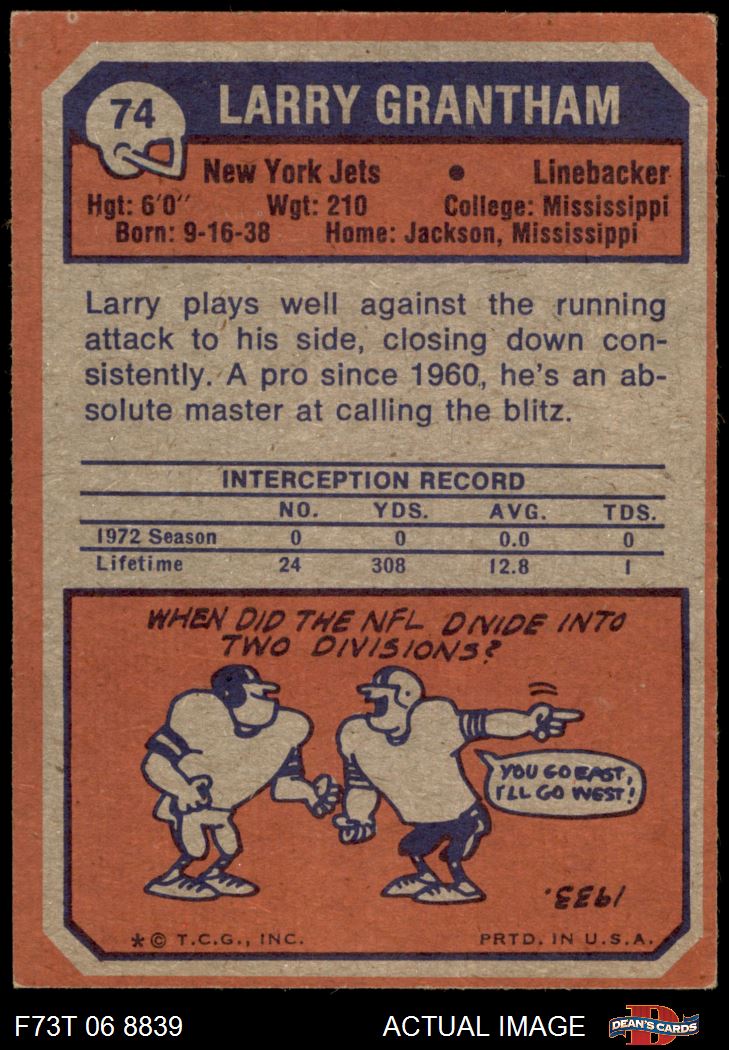 74
LARRY GRANTHAM
New York Jets • Linebacker
Hgt: 6'0" Wgt: 210 College: Mississippi
Born: 9-16-38 Home: Jackson, Mississippi
Larry plays well against the running
attack to his side, closing down con-
sistently. A pro since 1960, he's an ab-
solute master at calling the blitz.
INTERCEPTION RECORD
NO. YDS. AVG. TDS.
1972 Season 0 0 0.0 0
Lifetime 24 308 12.8 1
WHEN DID THE NFL DIVIDE INTO
TWO DIVISIONS?
YOU GO EAST,
I'LL GO WEST!
1933.
* © T.C.G., INC. PRTD. IN U.S.A.
F73T 06 8839 ACTUAL IMAGE
D
DEAN'S CARDS